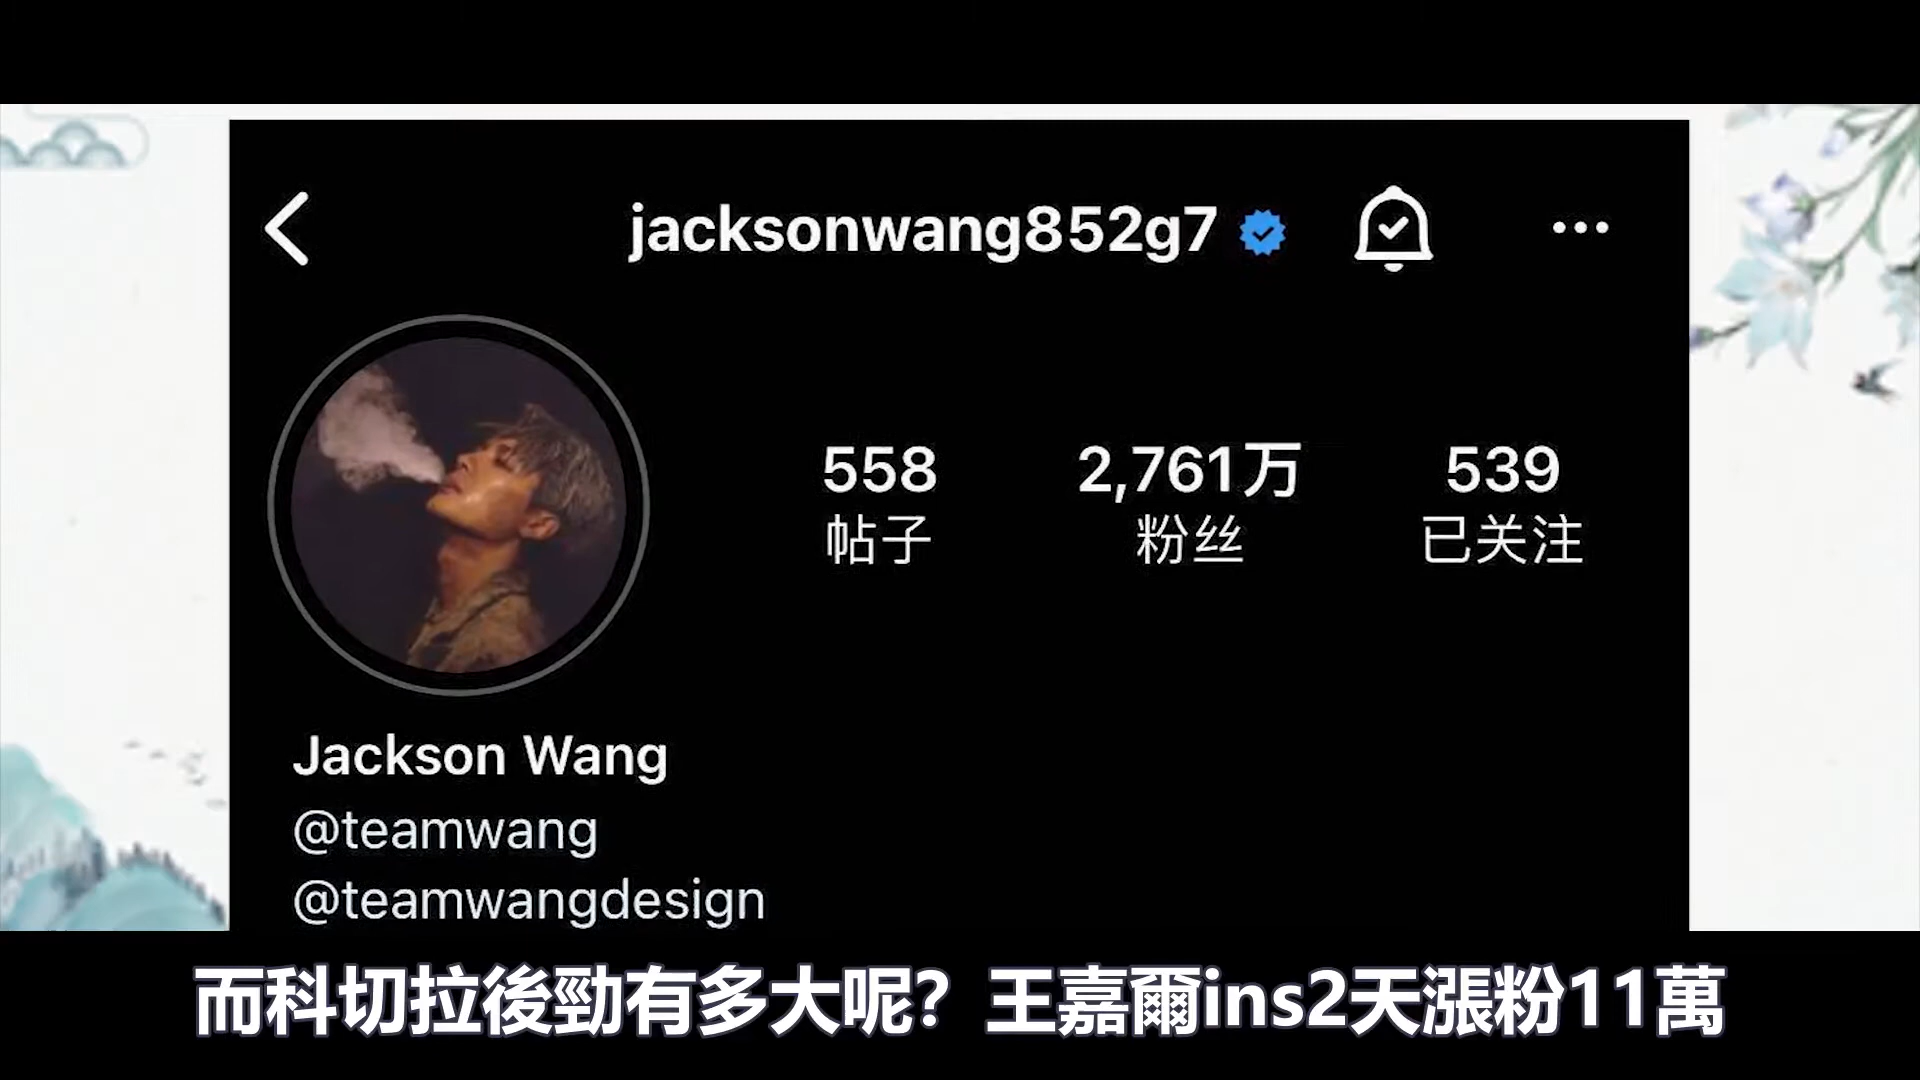 jacksonwang852g7
558
2,761万
539
帖子
粉丝
已关注
Jackson Wang
@teamwang
@teamwangdesign
而科切拉後勁有多大呢？王嘉爾ins2天漲粉11萬